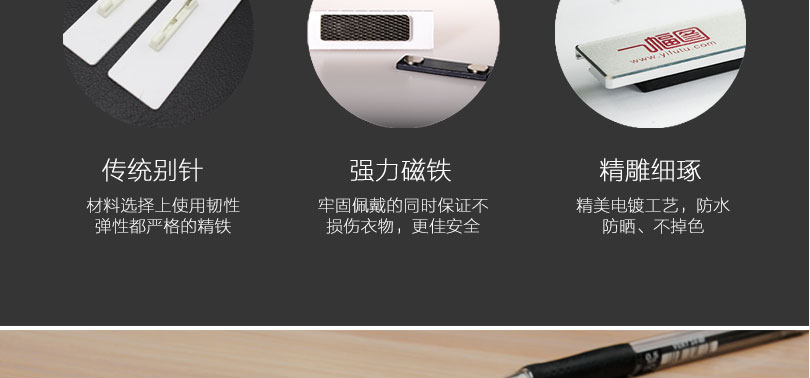 一幅图
www.yifutu.com
传统别针
材料选择上使用韧性
弹性都严格的精铁
强力磁铁
牢固佩戴的同时保证不
损伤衣物，更佳安全
精雕细琢
精美电镀工艺，防水
防晒、不掉色
0.5